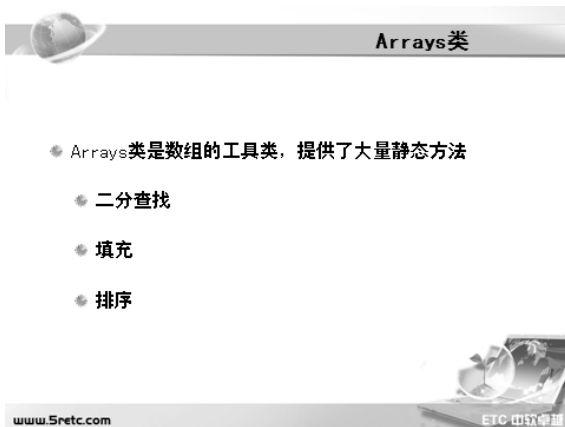 Arrays类
Arrays类是数组的工具类，提供了大量静态方法
二分查找
填充
排序
www.5retc.com
ETC 中软卓越